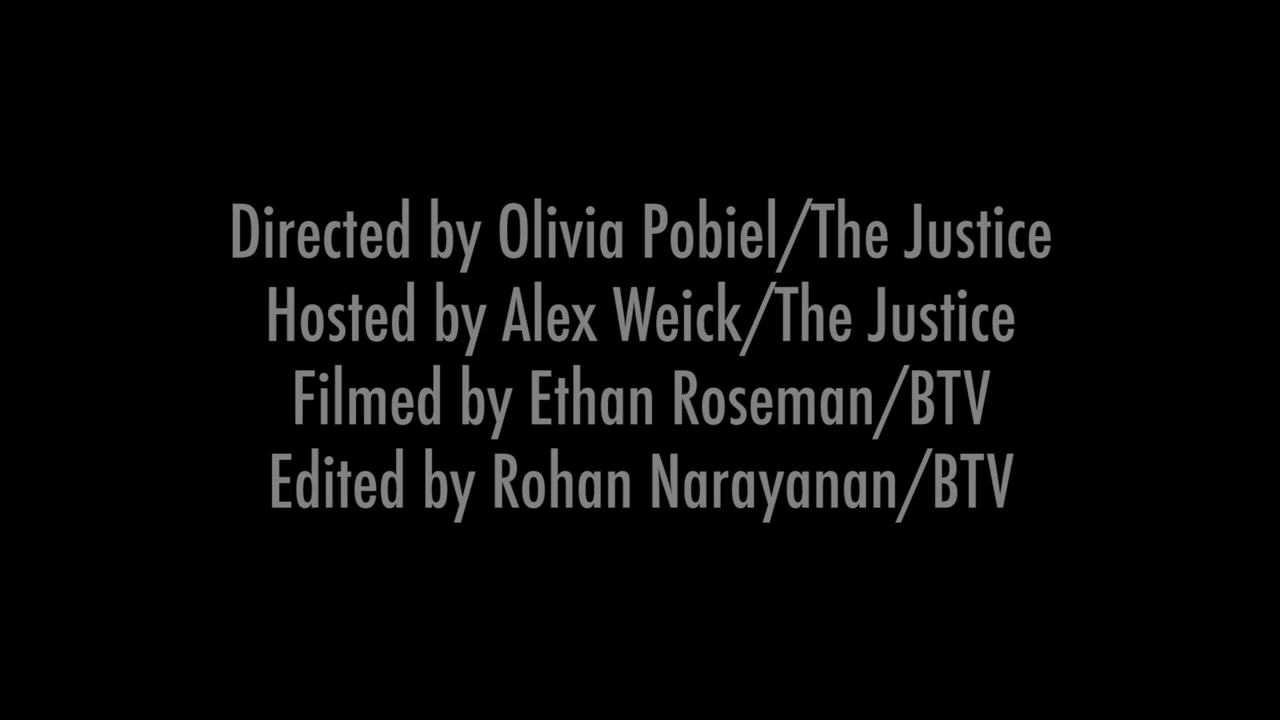 Directed by Olivia Pobiel/The Justice
Hosted by Alex Weick/The Justice
Filmed by Ethan Roseman/BTV
Edited by Rohan Narayanan/BTV